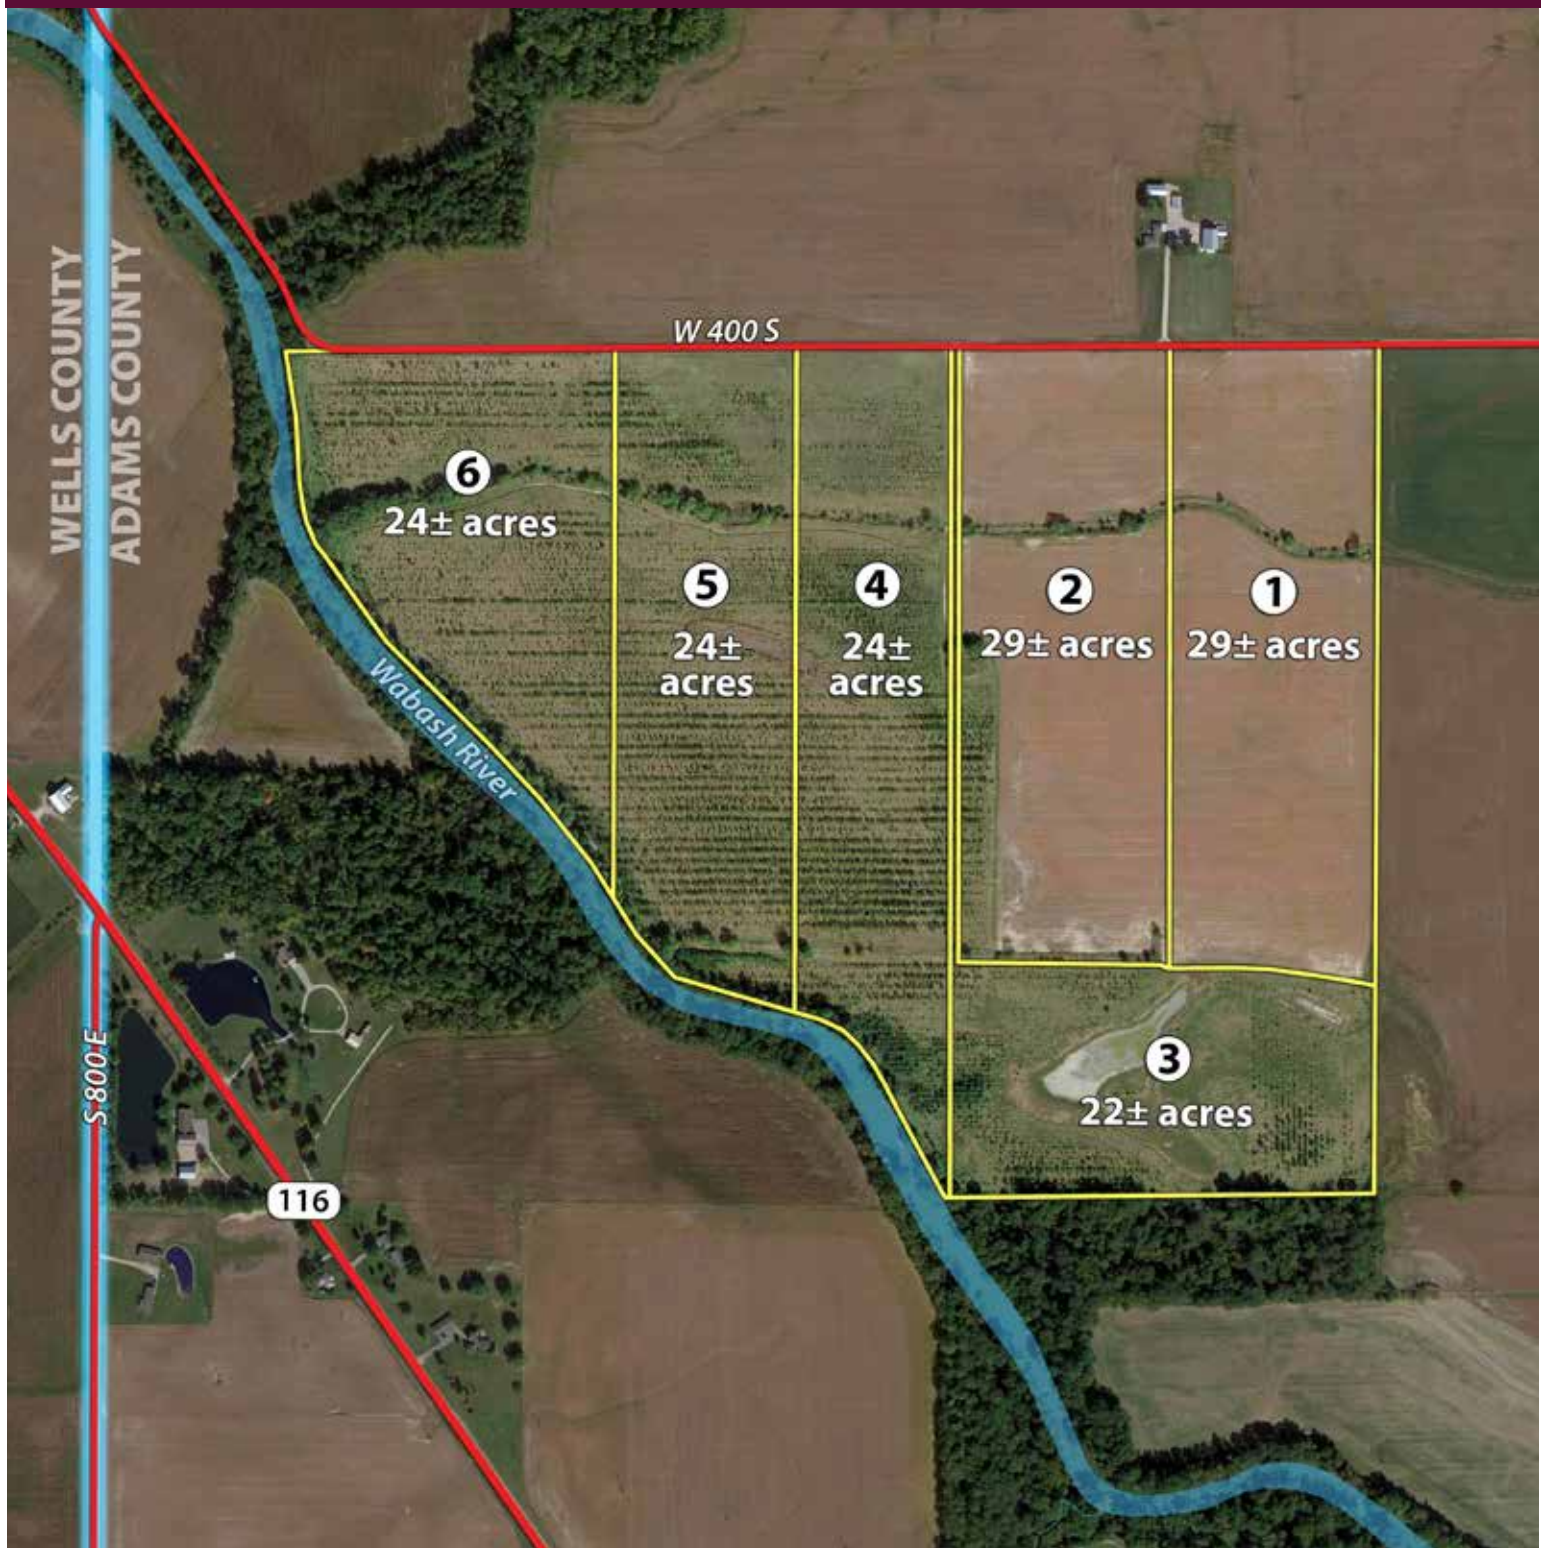 WELLS COUNTY
ADAMS COUNTY
W 400 S
6
24± acres
5
24±
acres
4
24±
acres
2
29± acres
1
29± acres
Wabash River
3
22± acres
S 800 E
116